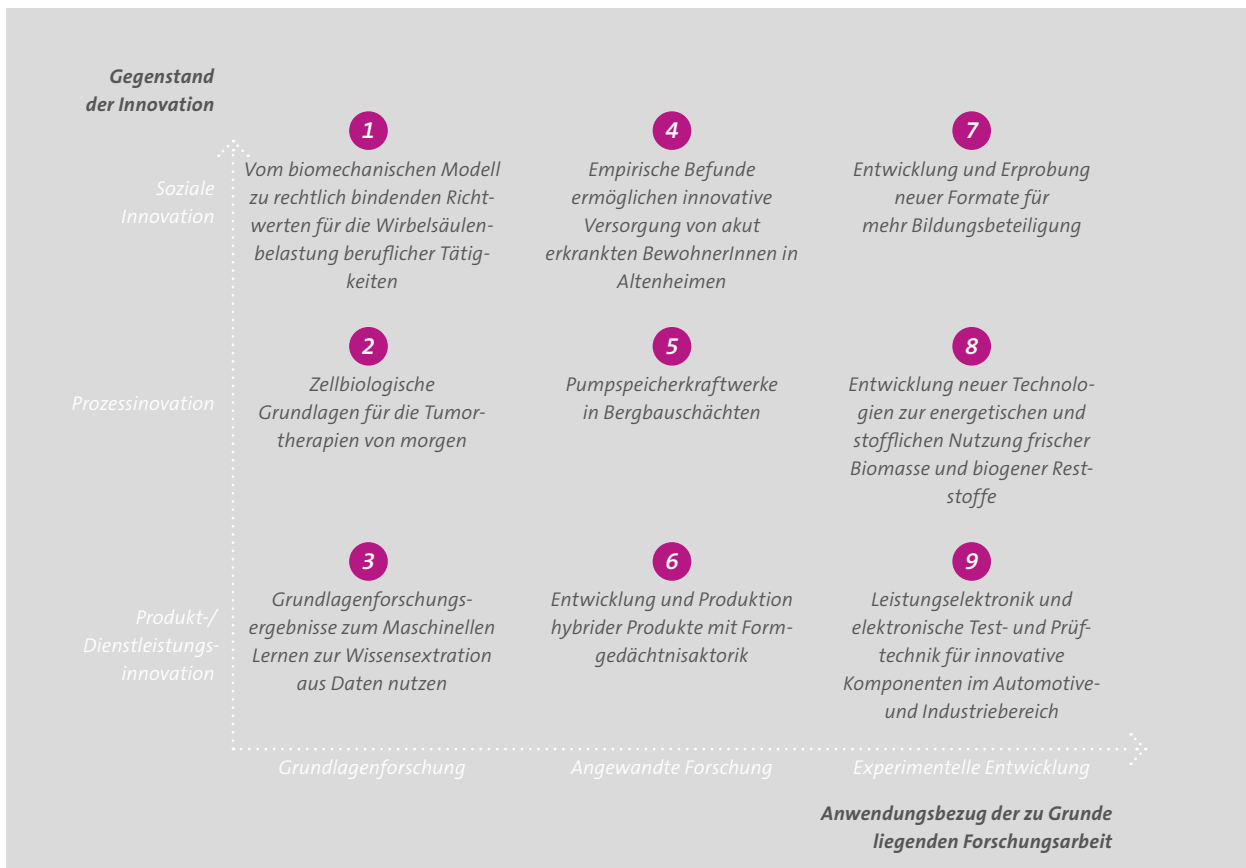 Gegenstand
der Innovation
1
4
7
Soziale
Innovation
Vom biomechanischen Modell
zu rechtlich bindenden Richt-
werten für die Wirbelsäulen-
belastung beruflicher Tätig-
keiten
Empirische Befunde
ermöglichen innovative
Versorgung von akut
erkrankten BewohnerInnen in
Altenheimen
Entwicklung und Erprobung
neuer Formate für
mehr Bildungsbeteiligung
2
5
8
Prozessinovation
Zellbiologische
Grundlagen für die Tumor-
therapien von morgen
Pumpspeicherkraftwerke
in Bergbauschächten
Entwicklung neuer Technolo-
gien zur energetischen und
stofflichen Nutzung frischer
Biomasse und biogener Rest-
stoffe
3
6
9
Produkt-/
Dienstleistungs-
innovation
Grundlagenforschungs-
ergebnisse zum Maschinellen
Lernen zur Wissensextration
aus Daten nutzen
Entwicklung und Produktion
hybrider Produkte mit Form-
gedächtnisaktorik
Leistungselektronik und
elektronische Test- und Prüf-
technik für innovative
Komponenten im Automotive-
und Industriebereich
Grundlagenforschung
Angewandte Forschung
Experimentelle Entwicklung
Anwendungsbezug der zu Grunde
liegenden Forschungsarbeit